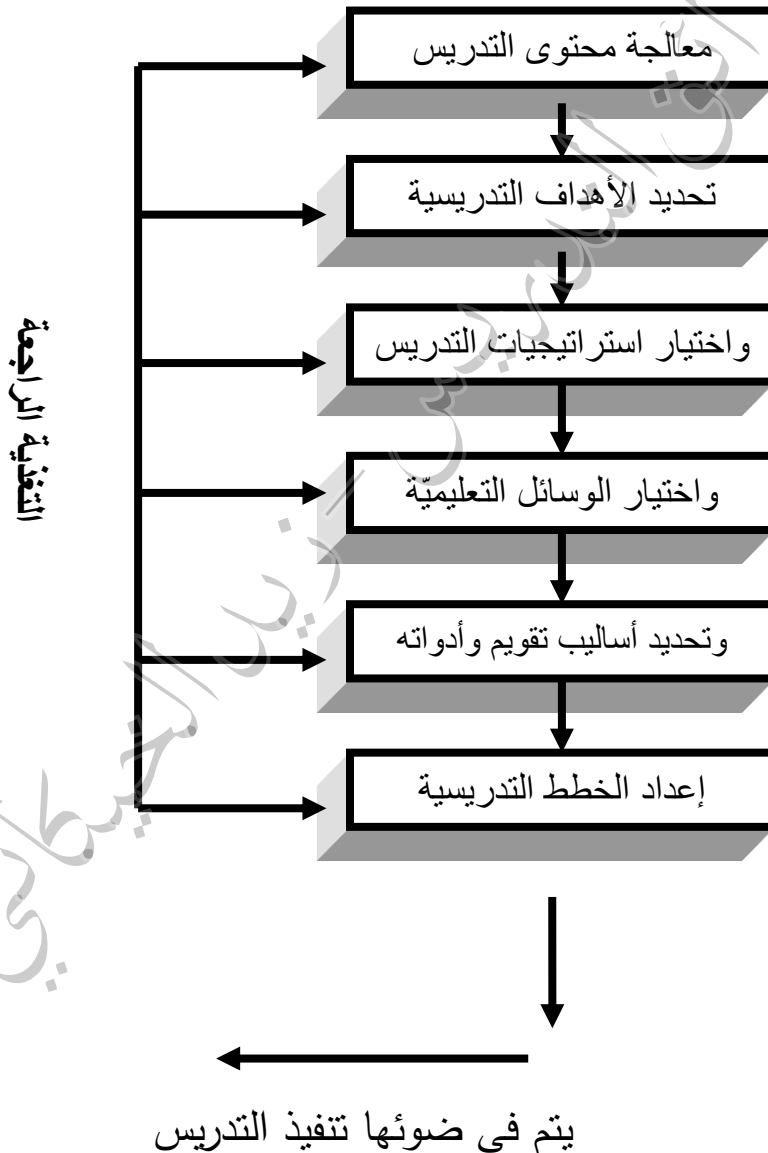 معالجة محتوى التدريس
تحديد الأهداف التدريسية
واختيار استراتيجيات التدريس
واختيار الوسائل التعليميّة
وتحديد أساليب تقويم وأدواته
إعداد الخطط التدريسية
التغذية الراجعة
يتم في ضوئها تنفيذ التدريس